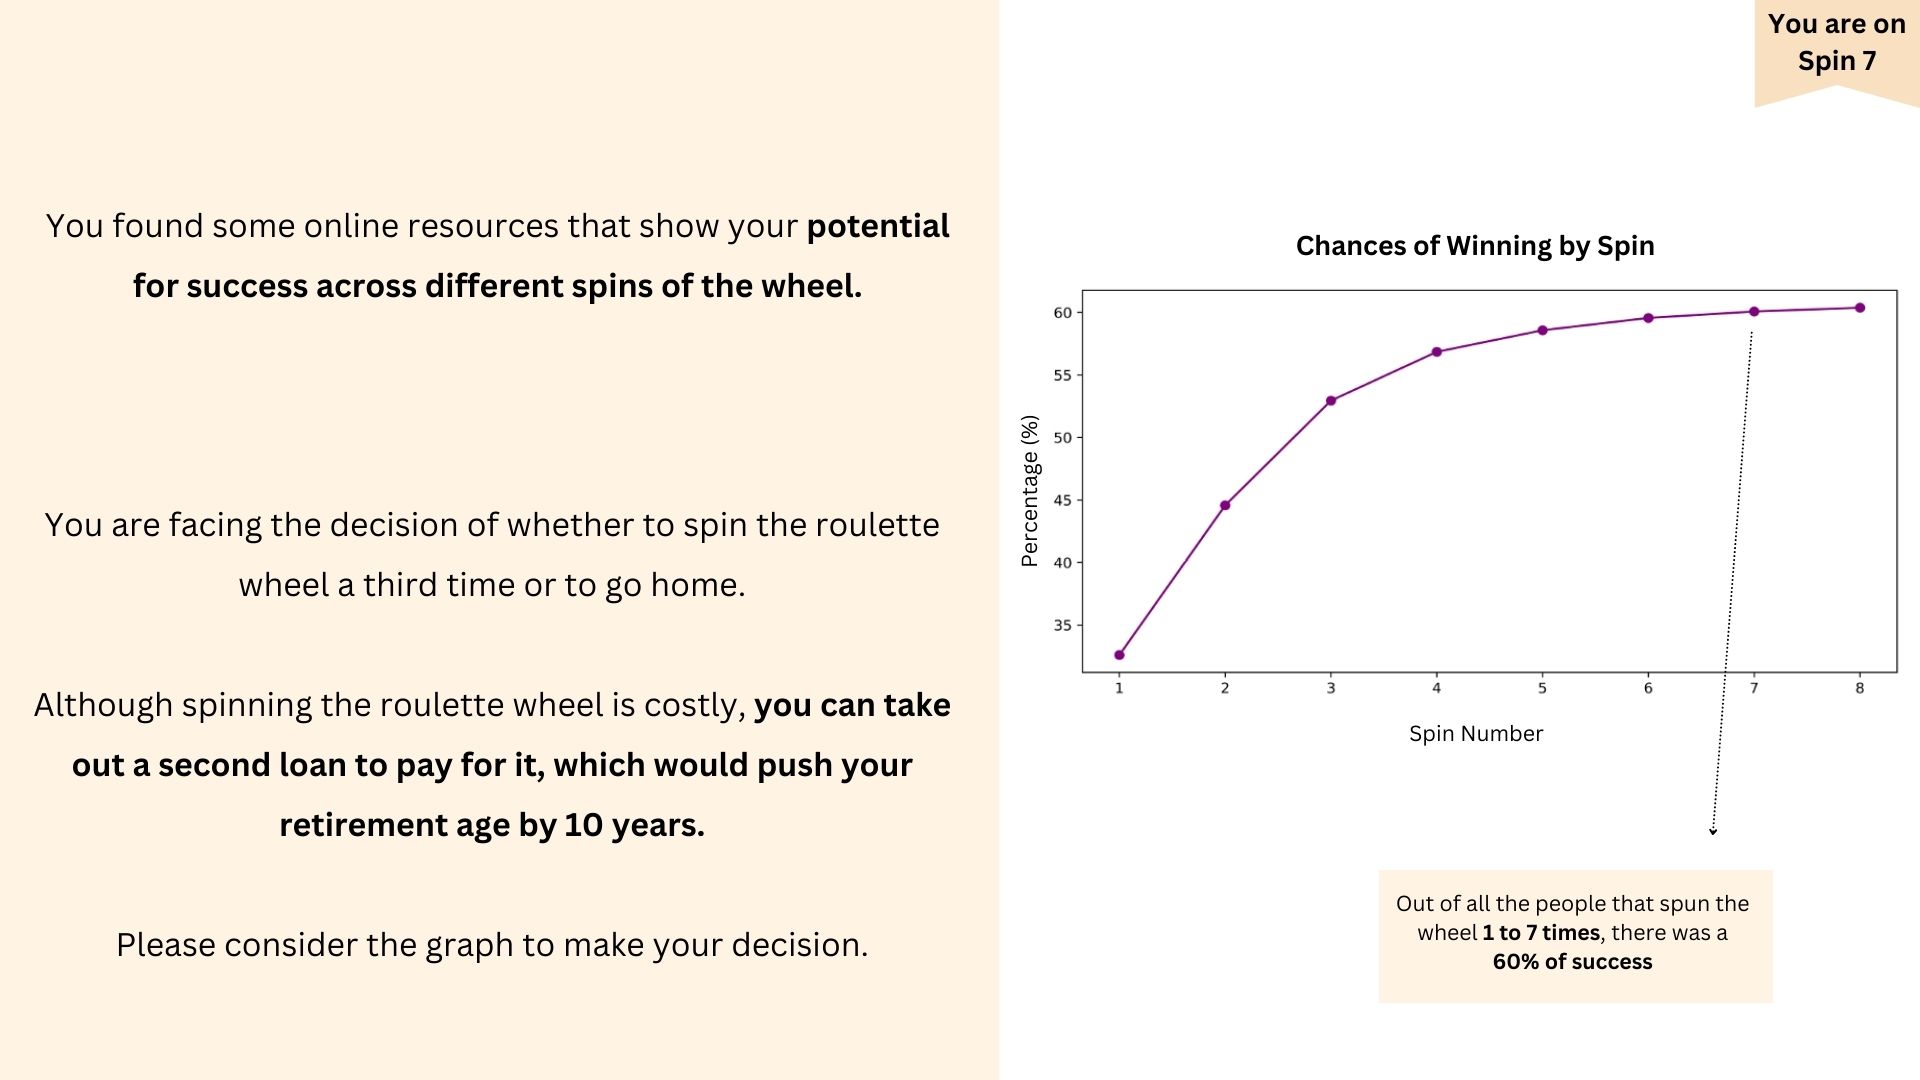 You are on
Spin 7
You found some online resources that show your potential
for success across different spins of the wheel.
You are facing the decision of whether to spin the roulette
wheel a third time or to go home.
Although spinning the roulette wheel is costly, you can take
out a second loan to pay for it, which would push your
retirement age by 10 years.
Please consider the graph to make your decision.
Chances of Winning by Spin
Percentage (%)
60
55
50
45
40
35
1 2 3 4 5 6 7 8
Spin Number
Out of all the people that spun the
wheel 1 to 7 times, there was a
60% of success